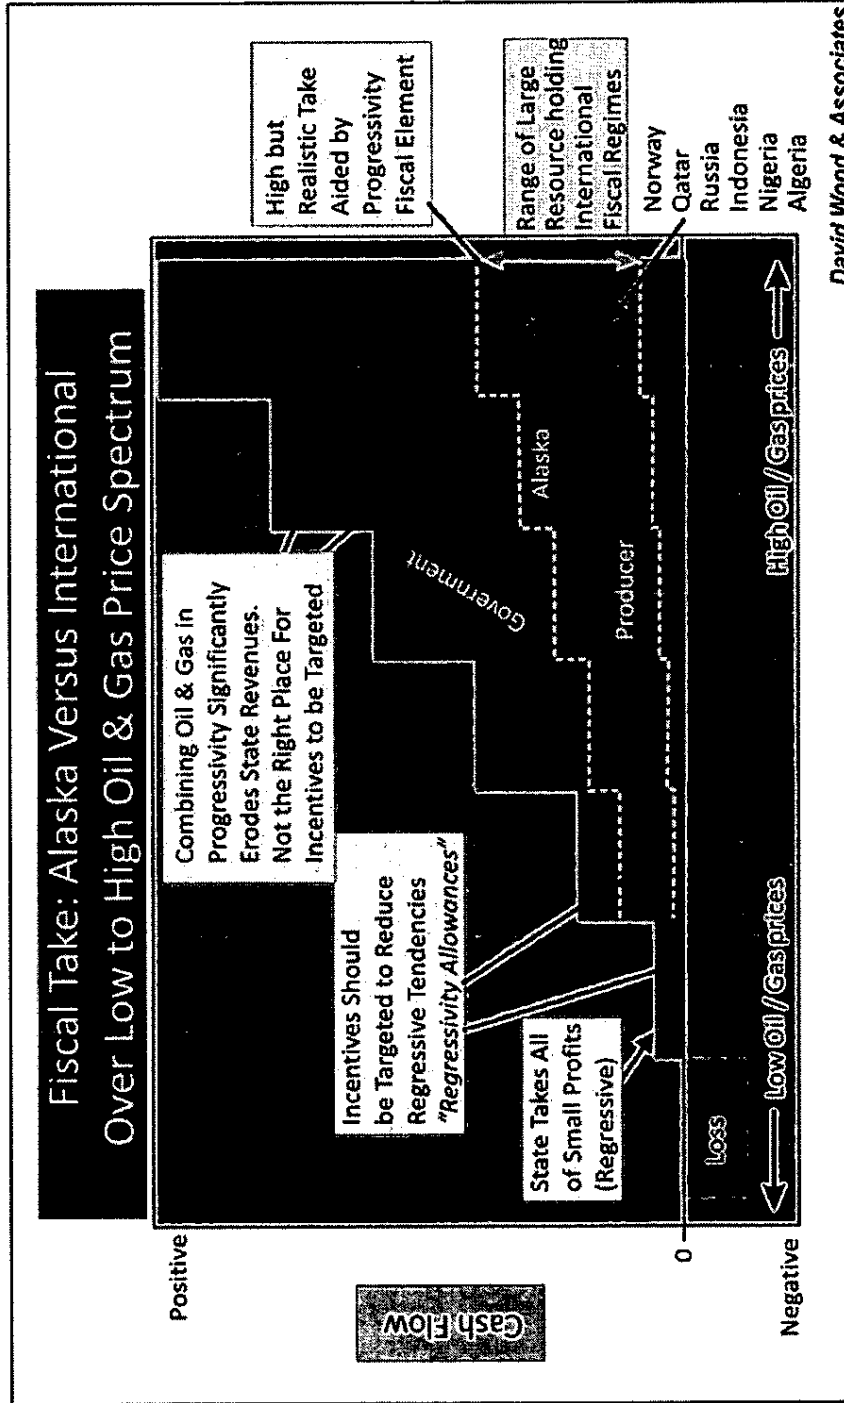 Fiscal Take: Alaska Versus International
Over Low to High Oil & Gas Price Spectrum
Cash Flow
Positive
0
Negative
Combining Oil & Gas in
Progressivity Significantly
Erodes State Revenues.
Not the Right Place For
Incentives to be Targeted
Incentives Should
be Targeted to Reduce
Regressive Tendencies
"Regressivity Allowances"
State Takes All
of Small Profits
(Regressive)
Loss
Low Oil / Gas prices
High Oil / Gas prices
Government
Alaska
Producer
High but
Realistic Take
Aided by
Progressivity
Fiscal Element
Range of Large
Resource holding
International
Fiscal Regimes
Norway
Qatar
Russia
Indonesia
Nigeria
Algeria
David Wood & Associates